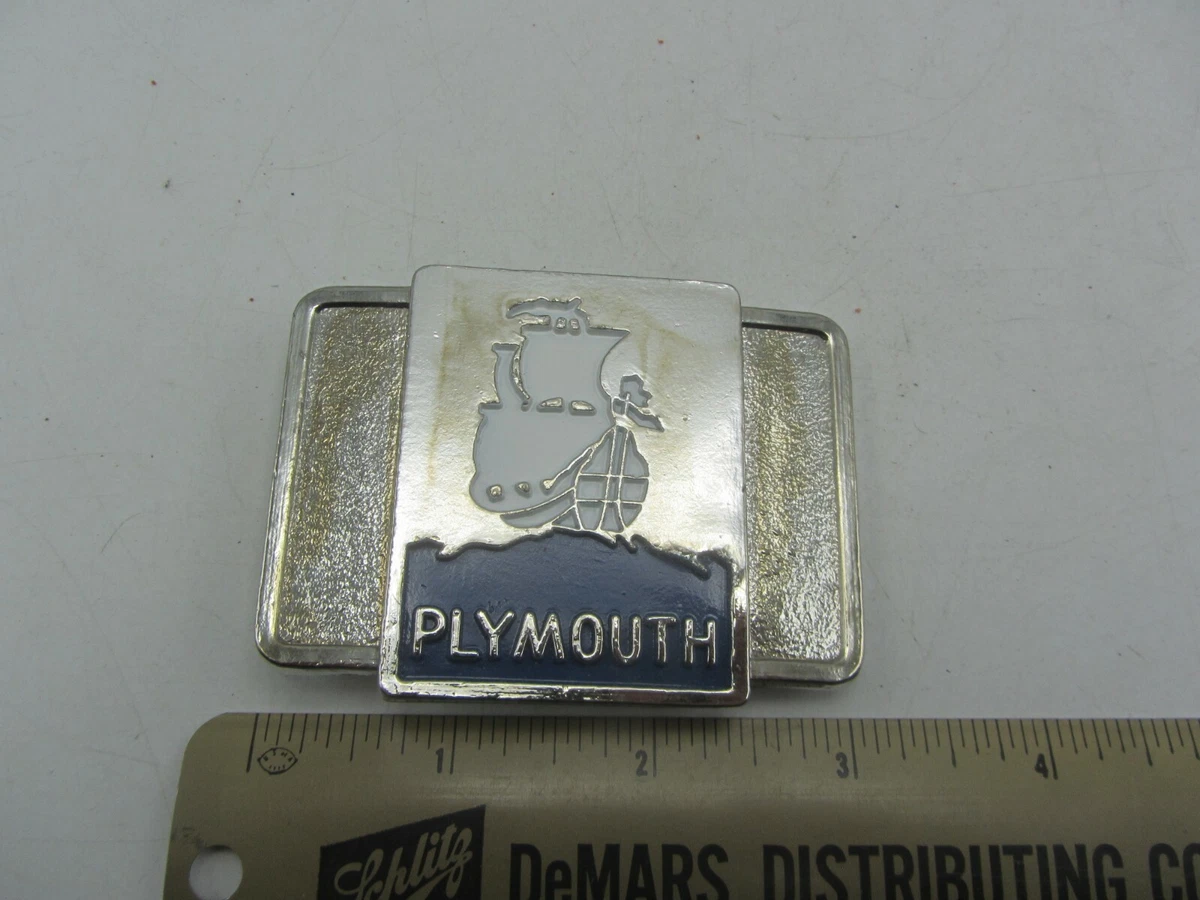 PLYMOUTH
1 2 3 4
Schlitz DeMARS DISTRIBUTING CO